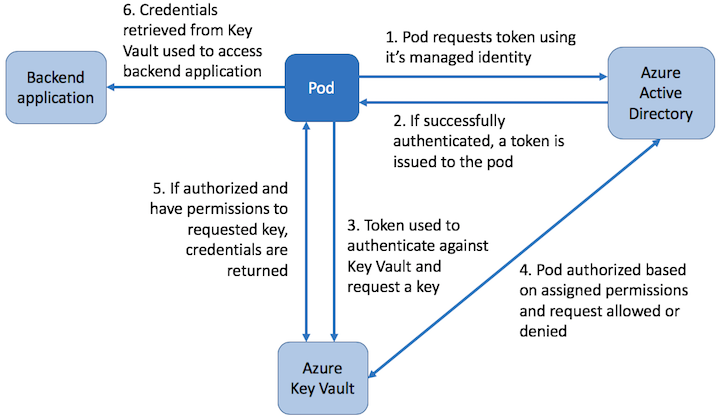 6. Credentials
retrieved from Key
Vault used to access
backend application
1. Pod requests token using
it's managed identity
Backend
application
Pod
Azure
Active
Directory
2. If successfully
authenticated, a token is
issued to the pod
5. If authorized and
have permissions to
requested key,
credentials are
returned
3. Token used to
authenticate against
Key Vault and
request a key
4. Pod authorized based
on assigned permissions
and request allowed or
denied
Azure
Key Vault